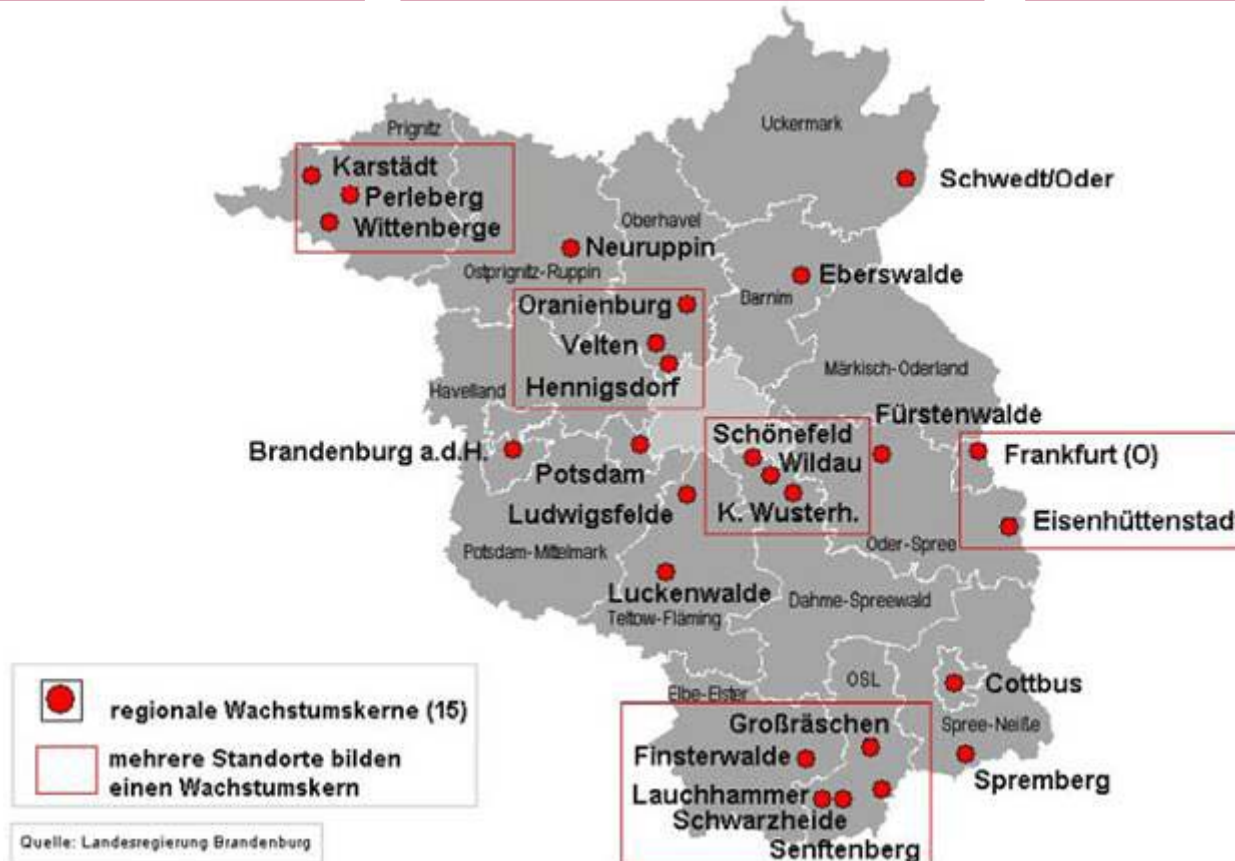 Prignitz
Uckermark
Karstädt
Perleberg
Wittenberge
Schwedt/Oder
Oberhavel
Neuruppin
Ostprignitz-Ruppin
Eberswalde
Barnim
Oranienburg
Velten
Hennigsdorf
Märkisch-Oderland
Havelland
Fürstenwalde
Brandenburg a.d.H.
Potsdam
Schönefeld
Wildau
K. Wusterh.
Frankfurt (O)
Ludwigsfelde
Eisenhüttenstad
Potsdam-Mittelmark
Oder-Spree
Luckenwalde
Teltow-Fläming
Dahme-Spreewald
Elbe-Elster
OSL
Cottbus
Großräschen
Spree-Neiße
Finsterwalde
Spremberg
Lauchhammer
Schwarzheide
Senftenberg
regionale Wachstumskerne (15)
mehrere Standorte bilden
einen Wachstumskern
Quelle: Landesregierung Brandenburg